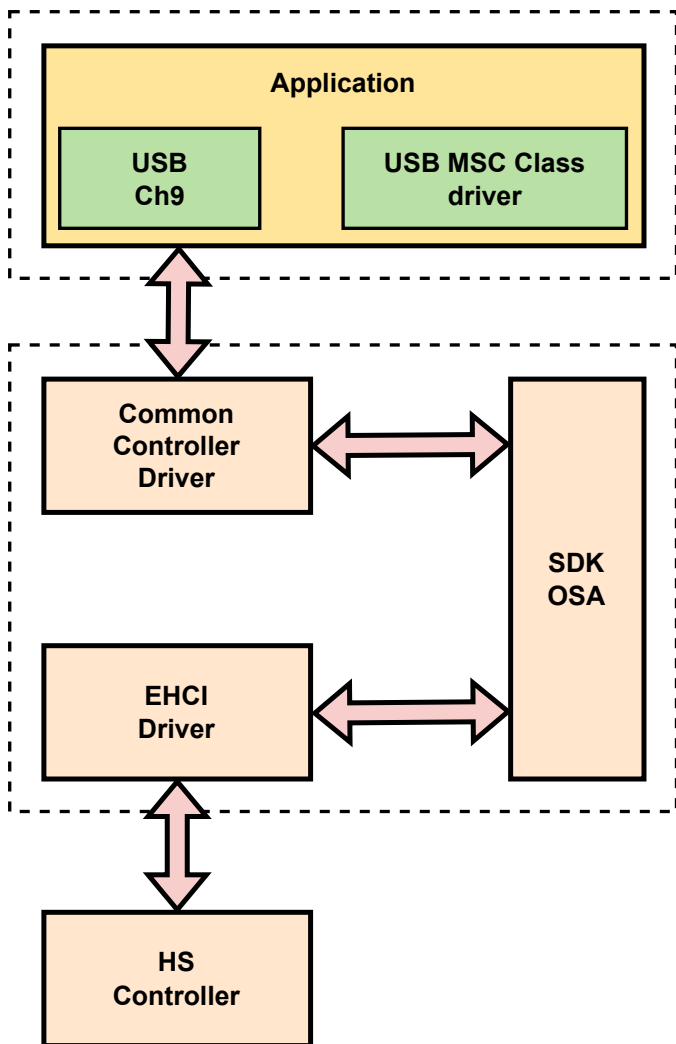 Application
USB
Ch9
USB MSC Class
driver
Common
Controller
Driver
SDK
OSA
EHCI
Driver
HS
Controller